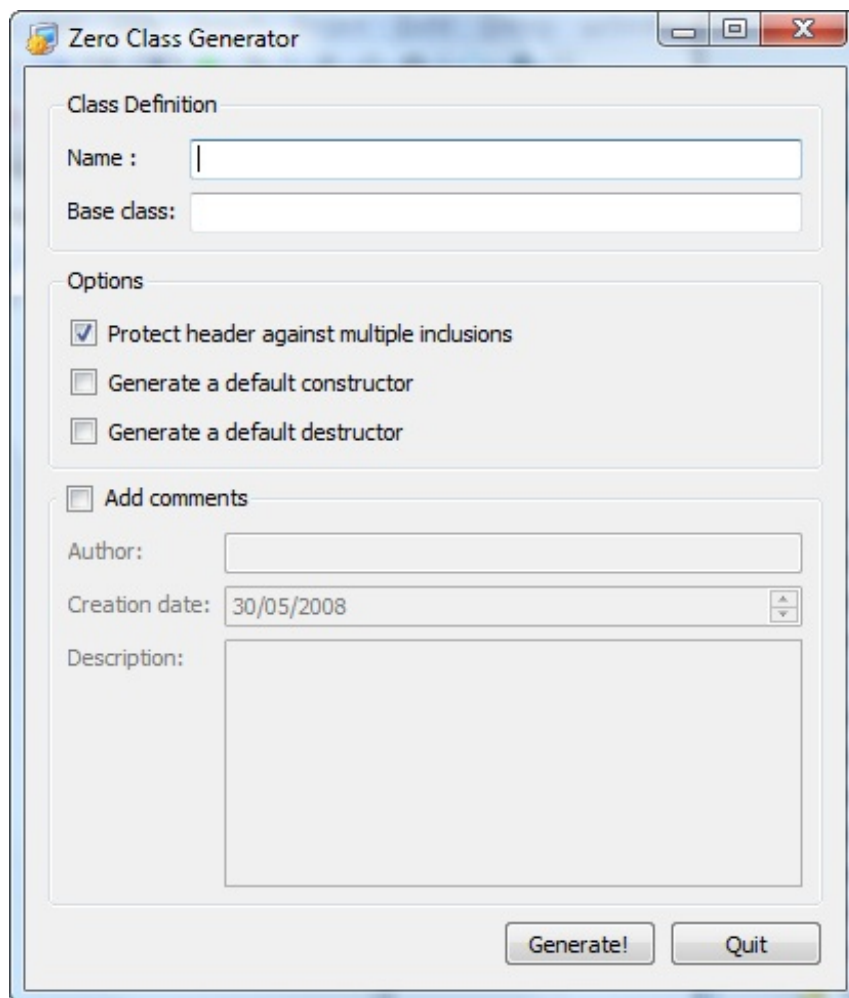 Zero Class Generator
Class Definition
Name :
Base class:
Options
Protect header against multiple inclusions
Generate a default constructor
Generate a default destructor
Add comments
Author:
Creation date: 30/05/2008
Description:
Generate! Quit